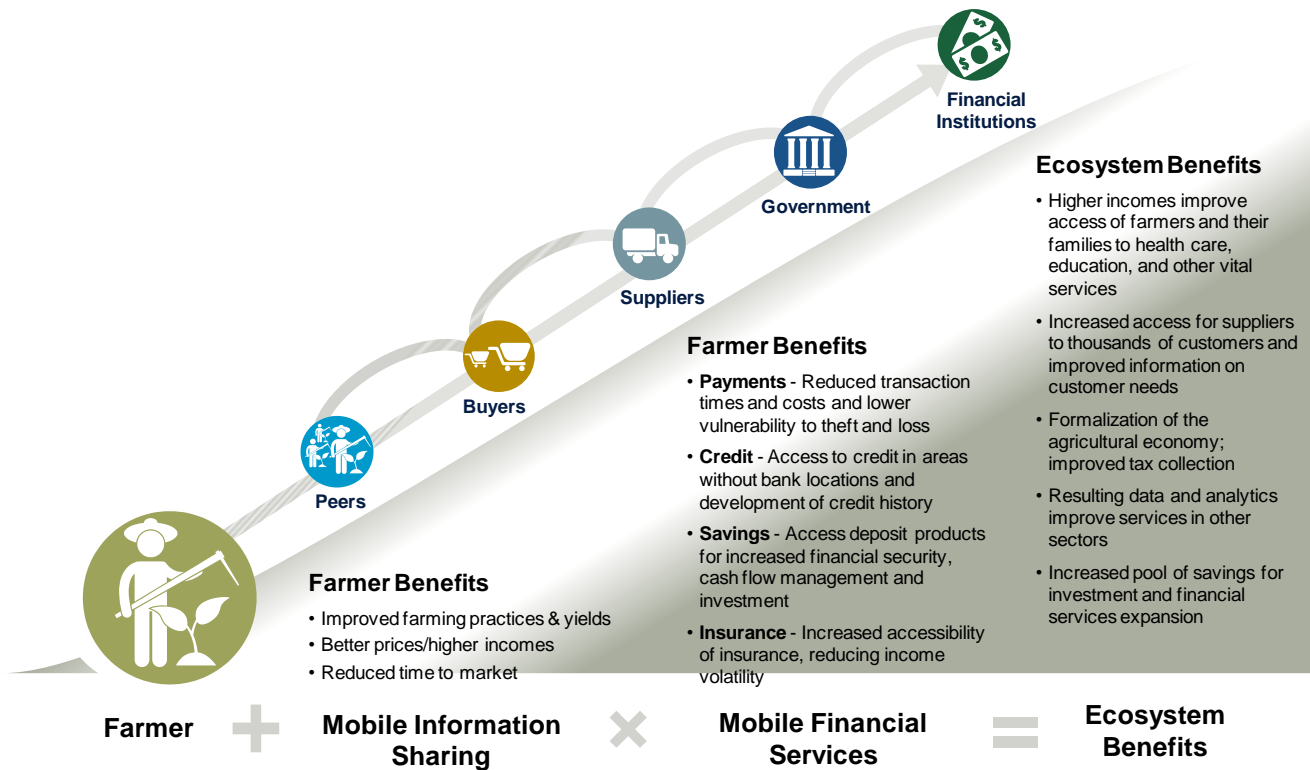 Financial
Institutions
Government
Suppliers
Buyers
Peers
Farmer Benefits
• Improved farming practices & yields
• Better prices/higher incomes
• Reduced time to market
Farmer Benefits
• Payments - Reduced transaction
times and costs and lower
vulnerability to theft and loss
• Credit - Access to credit in areas
without bank locations and
development of credit history
• Savings - Access deposit products
for increased financial security,
cash flow management and
investment
• Insurance - Increased accessibility
of insurance, reducing income
volatility
Ecosystem Benefits
• Higher incomes improve
access of farmers and their
families to health care,
education, and other vital
services
• Increased access for suppliers
to thousands of customers and
improved information on
customer needs
• Formalization of the
agricultural economy;
improved tax collection
• Resulting data and analytics
improve services in other
sectors
• Increased pool of savings for
investment and financial
services expansion
Farmer
+
Mobile Information
Sharing
×
Mobile Financial
Services
=
Ecosystem
Benefits